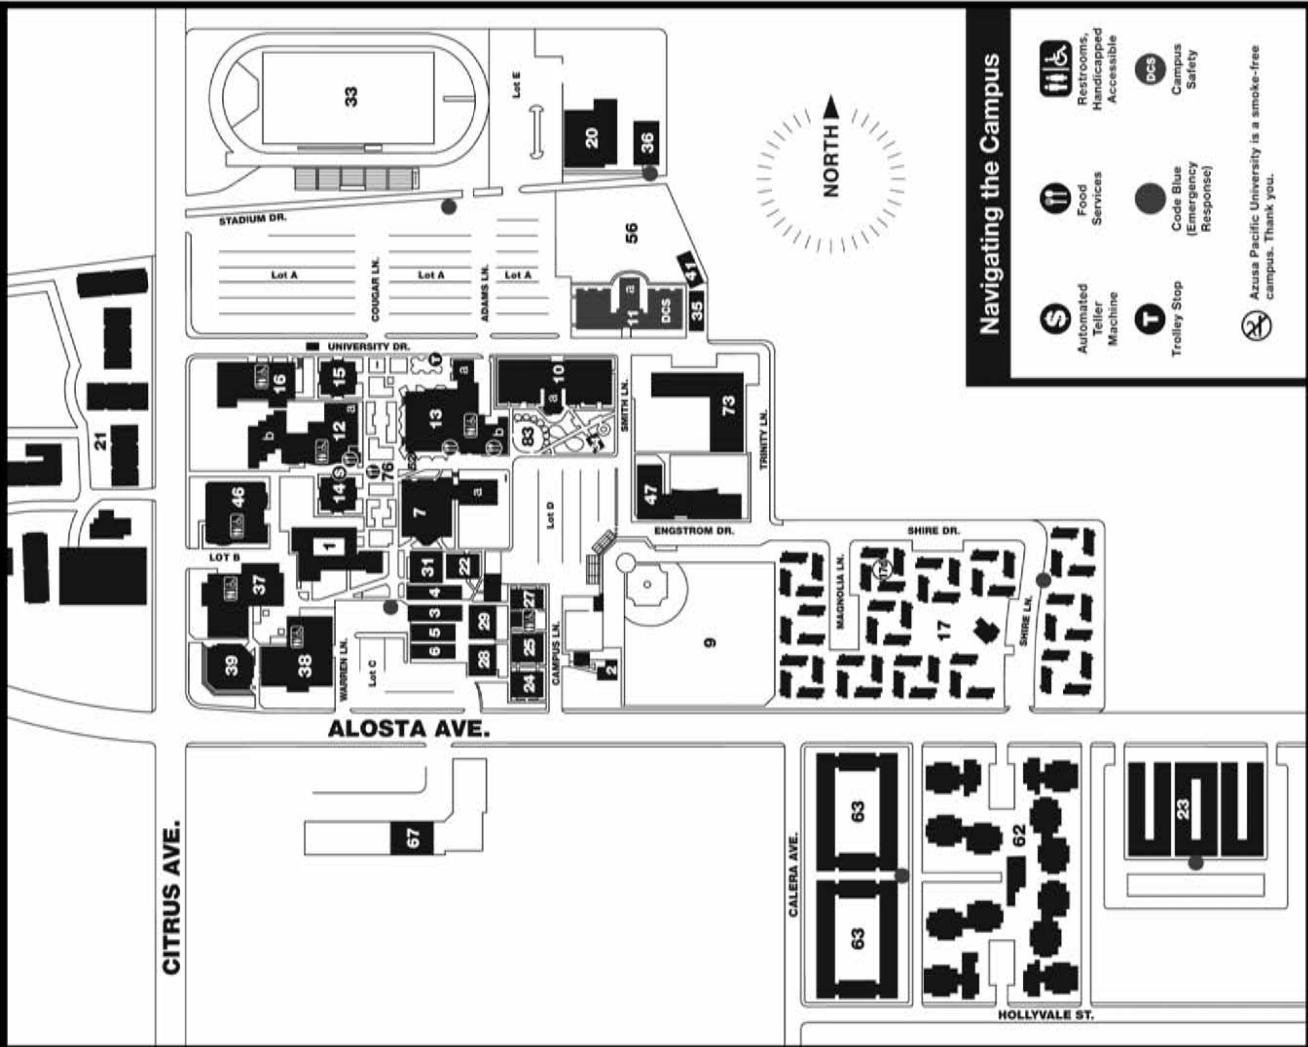 Navigating the Campus
Restrooms,
Handicapped
Accessible
DCS
Campus
Safety
Food
Services
Code Blue
(Emergency
Response)
$
Automated
Teller
Machine
T
Trolley Stop
Azusa Pacific University is a smoke-free
campus. Thank you.
NORTH
33
Lot E
20
36
STADIUM DR.
56
Lot A
COUGAR LN.
Lot A
ADAMS LN.
Lot A
41
a
11
DCS
35
UNIVERSITY DR.
T
16
15
a
10
a
13
b
12
a
b
83
SMITH LN.
73
TRINITY LN.
21
46
14
$
76
52
7
a
Lot D
47
ENGSTROM DR.
SHIRE DR.
LOT B
1
37
31
22
4
3
5
6
29
28
27
25
24
39
38
WARREN LN.
Lot C
CAMPUS LN.
2
9
MAGNOLIA LN.
17
SHIRE LN.
ALOSTA AVE.
CITRUS AVE.
67
CALERA AVE.
63
63
62
23
HOLLYVALE ST.